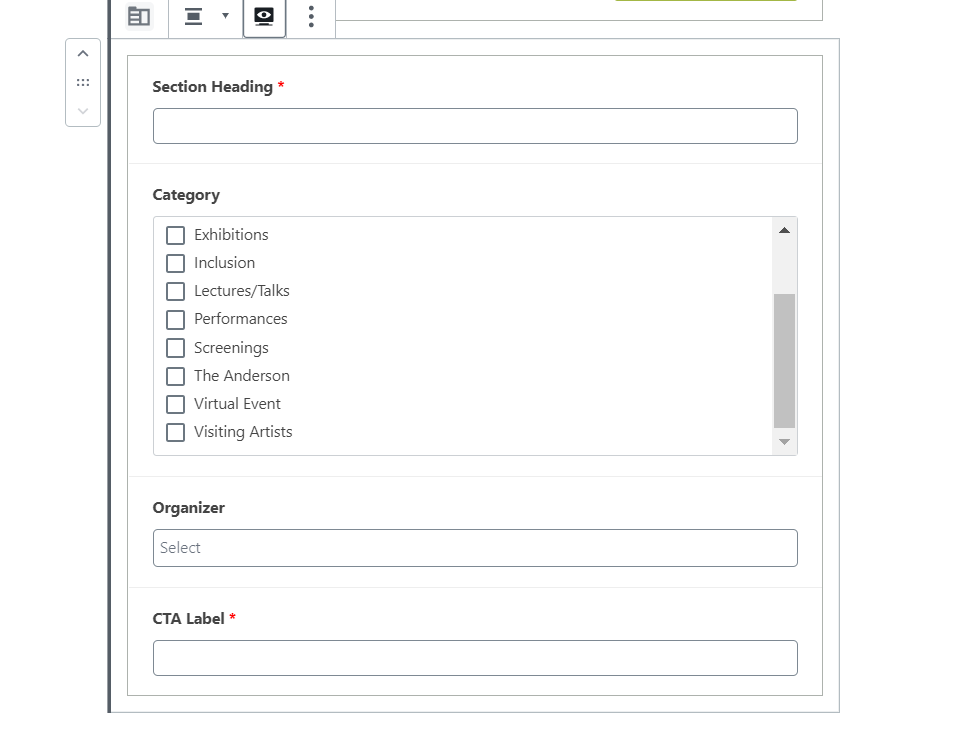 Section Heading *
Category
Exhibitions
Inclusion
Lectures/Talks
Performances
Screenings
The Anderson
Virtual Event
Visiting Artists
Organizer
Select
CTA Label *